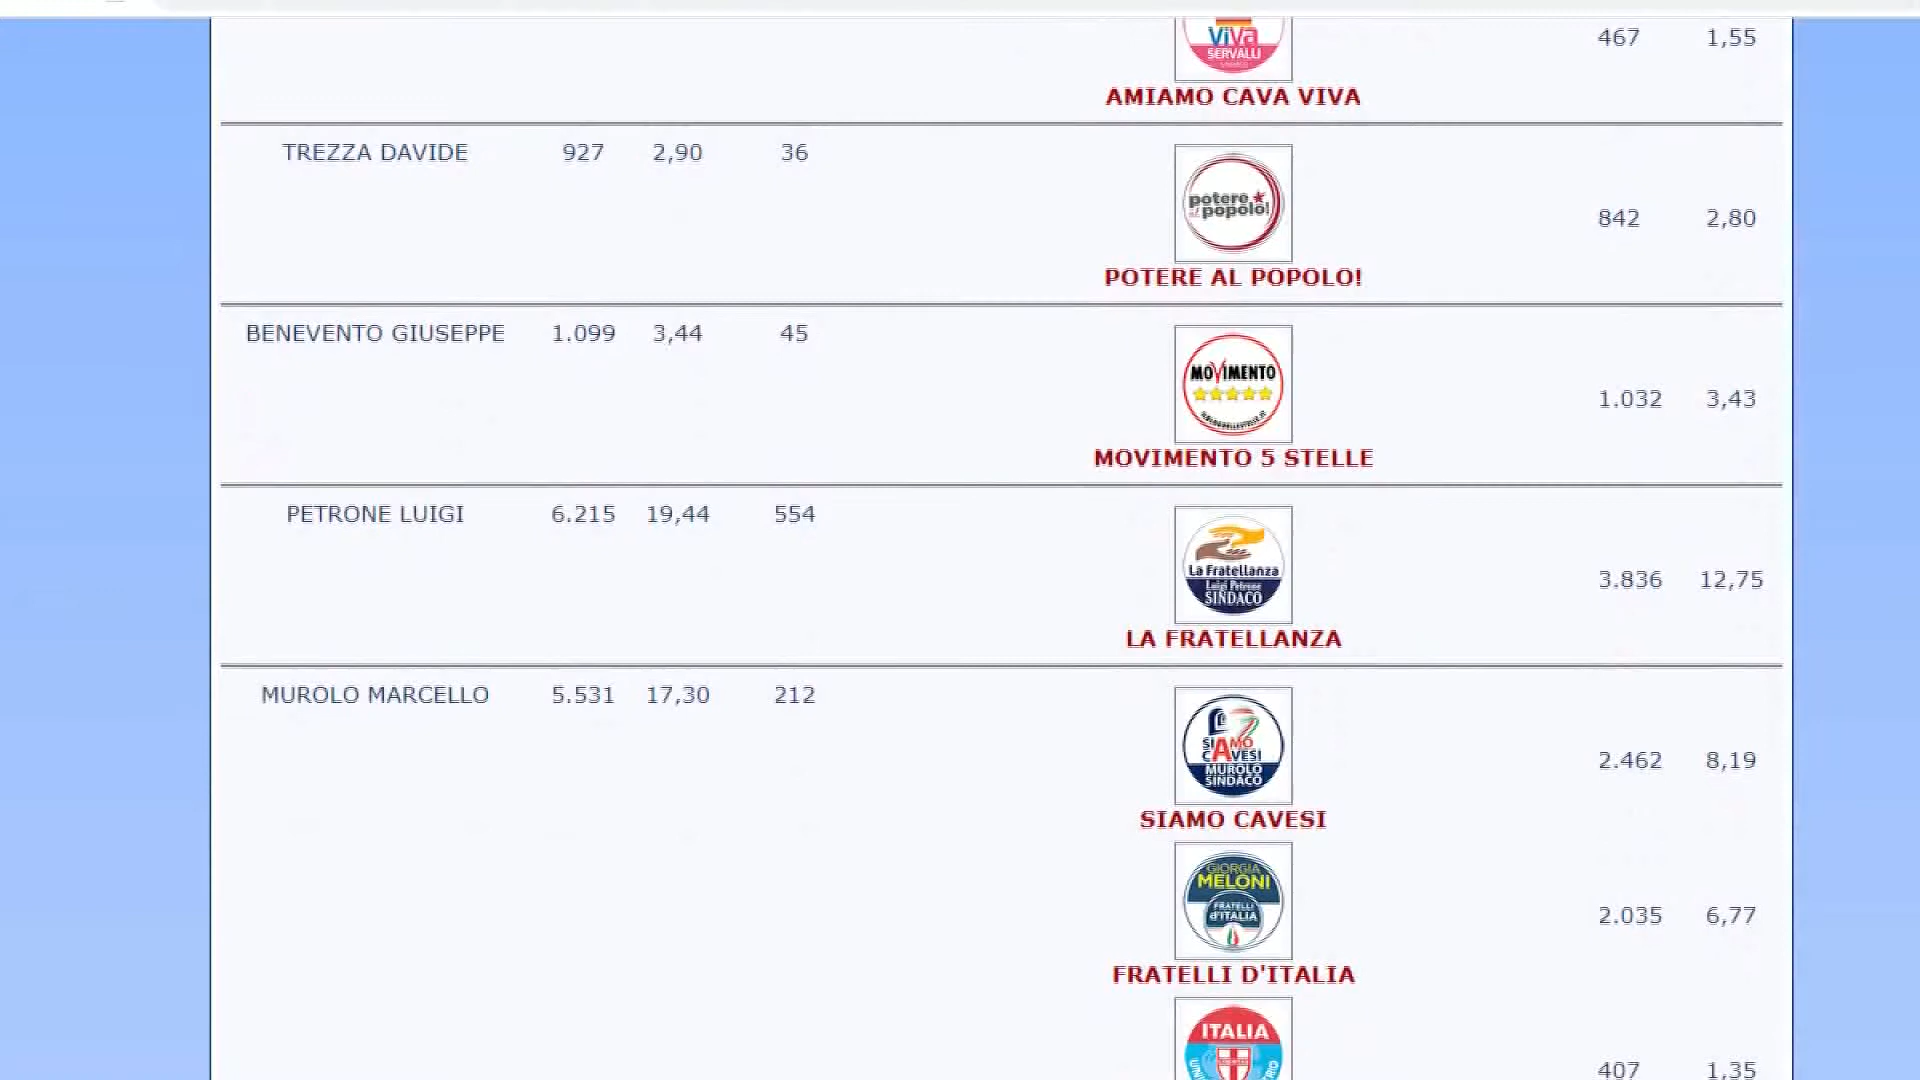 ViVa
SERVALLI
SINDACO
467 1,55
AMIAMO CAVA VIVA
TREZZA DAVIDE 927 2,90 36
potere
al popolo!
842 2,80
POTERE AL POPOLO!
BENEVENTO GIUSEPPE 1.099 3,44 45
MOVIMENTO
1.032 3,43
MOVIMENTO 5 STELLE
PETRONE LUIGI 6.215 19,44 554
La Fratellanza
Luigi Petrone
SINDACO
3.836 12,75
LA FRATELLANZA
MUROLO MARCELLO 5.531 17,30 212
SIAMO
CAVESI
MUROLO
SINDACO
2.462 8,19
SIAMO CAVESI
GIORGIA
MELONI
FRATELLI
d'ITALIA
2.035 6,77
FRATELLI D'ITALIA
ITALIA
LIBERTAS
407 1,35